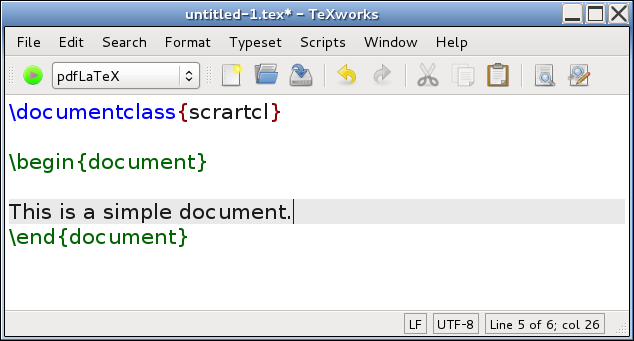 untitled-1.tex* - TeXworks
File Edit Search Format Typeset Scripts Window Help
pdfLaTeX
\documentclass{scrartcl}
\begin{document}
This is a simple document.
\end{document}
LF UTF-8 Line 5 of 6; col 26